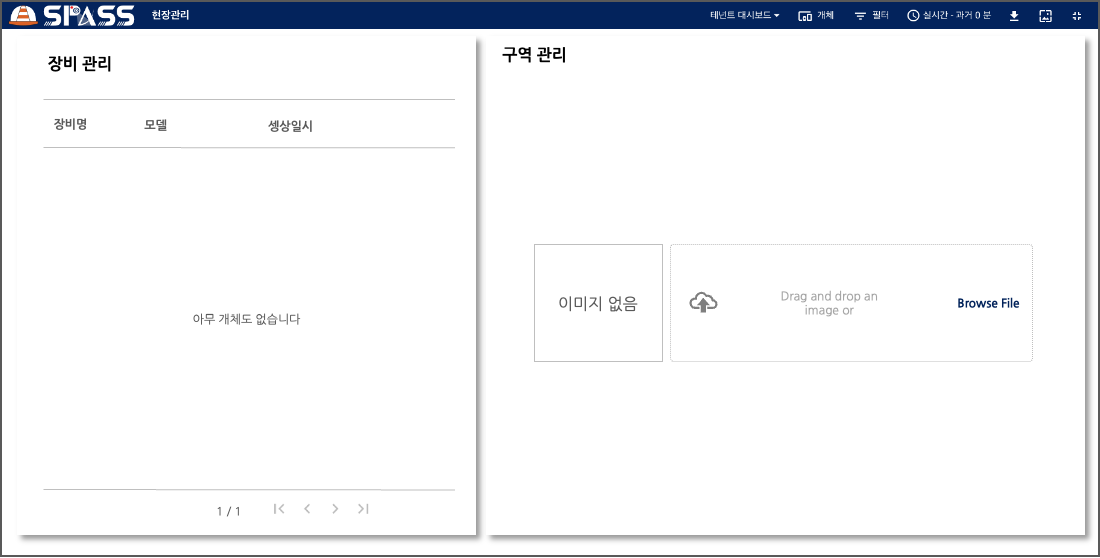 SPASS 현장관리 테넌트 대시보드 개체 필터 실시간 - 과거 0 분
장비 관리
장비명 모델 셍상일시
아무 개체도 없습니다
1 / 1
구역 관리
이미지 없음
Drag and drop an
image or
Browse File